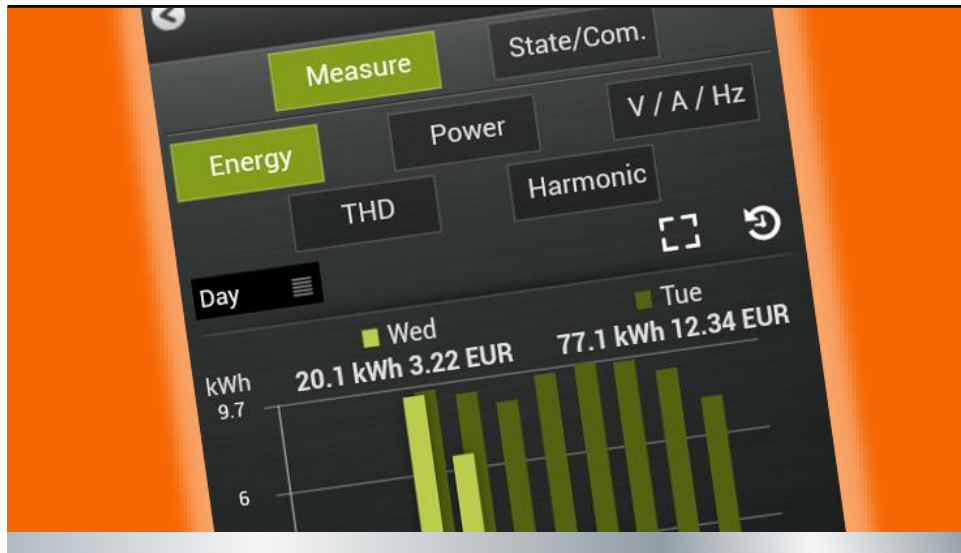 Measure
State/Com.
Energy
Power
V / A / Hz
THD
Harmonic
Day
Wed
20.1 kWh 3.22 EUR
Tue
77.1 kWh 12.34 EUR
kWh
9.7
6